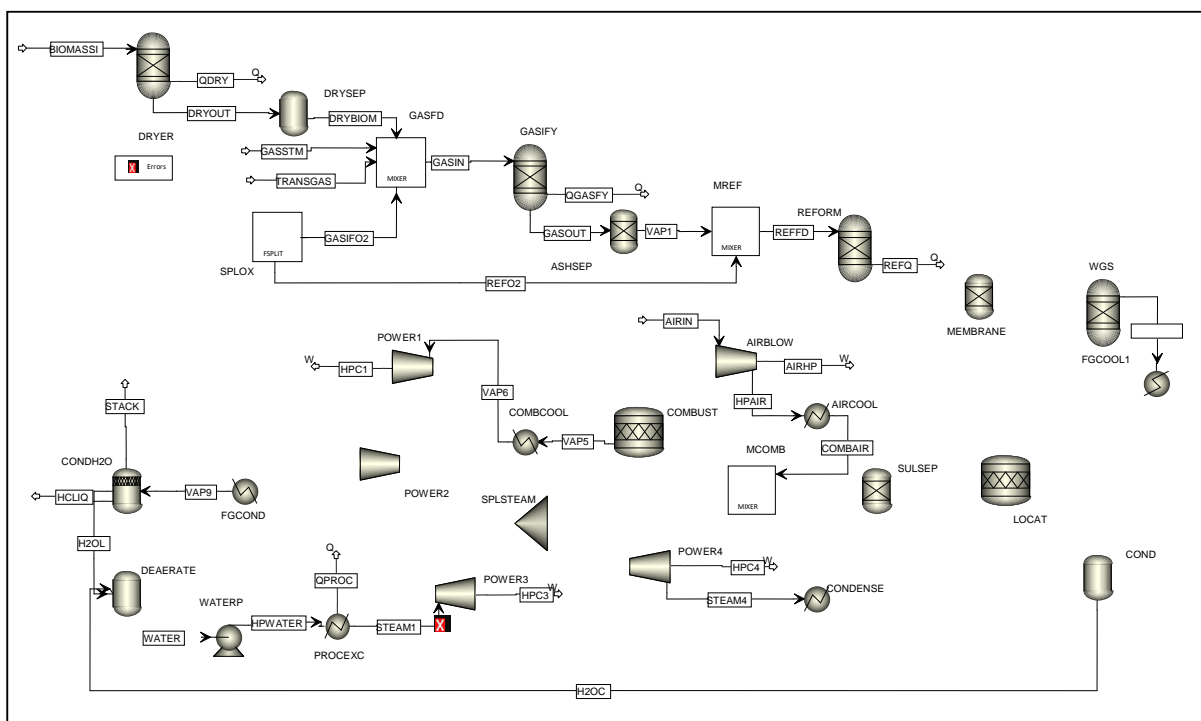 BIOMASSI
QDRY
Q
DRYOUT
DRYSEP
DRYBIOM
GASFD
DRYER
Errors
GASSTM
TRANSGAS
MIXER
GASIN
GASIFY
QGASFY
Q
GASIFO2
FSPLIT
SPLOX
GASOUT
VAP1
ASHSEP
REFO2
MREF
MIXER
REFFD
REFORM
REFQ
Q
MEMBRANE
WGS
FGCOOL1
AIRIN
AIRBLOW
AIRHP
W
HPAIR
AIRCOOL
COMBAIR
MCOMB
MIXER
SULSEP
LOCAT
POWER1
W
HPC1
VAP6
COMBCOOL
VAP5
COMBUST
STACK
CONDH2O
HCLIQ
VAP9
FGCOND
POWER2
SPLSTEAM
H2OL
DEAERATE
WATERP
WATER
HPWATER
Q
QPROC
PROCEXC
STEAM1
POWER3
HPC3
W
POWER4
HPC4
W
STEAM4
CONDENSE
COND
H2OC